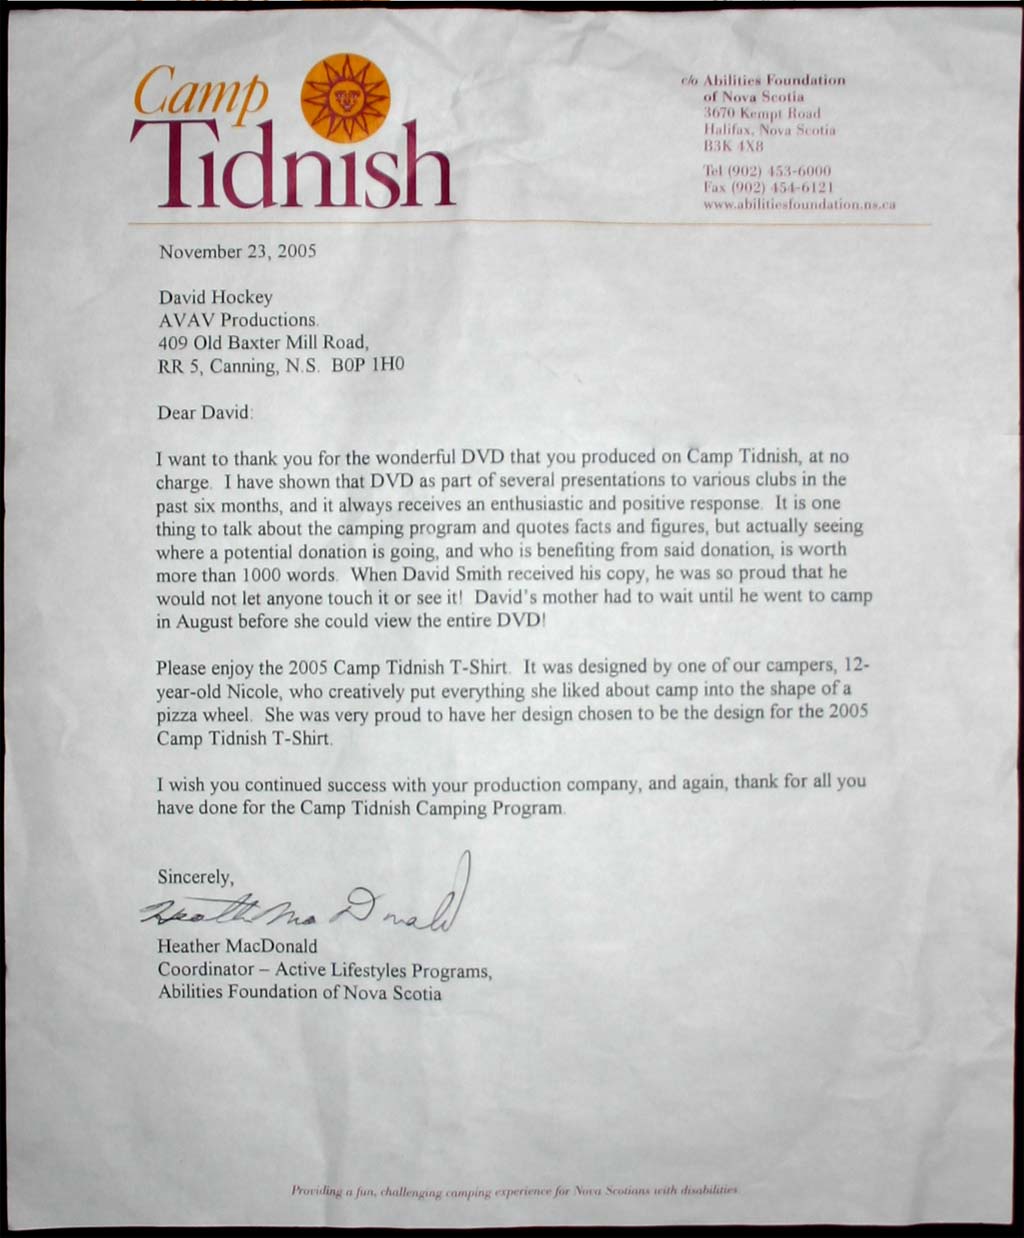 Camp
Tidnish
c/o Abilities Foundation
of Nova Scotia
3670 Kempt Road
Halifax, Nova Scotia
B3K 4X8
Tel (902) 453-6000
Fax (902) 454-6121
www.abilitiesfoundation.ns.ca
November 23, 2005
David Hockey
AVAV Productions.
409 Old Baxter Mill Road,
RR 5, Canning, N.S. B0P 1H0
Dear David:
I want to thank you for the wonderful DVD that you produced on Camp Tidnish, at no
charge. I have shown that DVD as part of several presentations to various clubs in the
past six months, and it always receives an enthusiastic and positive response. It is one
thing to talk about the camping program and quotes facts and figures, but actually seeing
where a potential donation is going, and who is benefiting from said donation, is worth
more than 1000 words. When David Smith received his copy, he was so proud that he
would not let anyone touch it or see it! David's mother had to wait until he went to camp
in August before she could view the entire DVD!
Please enjoy the 2005 Camp Tidnish T-Shirt. It was designed by one of our campers, 12-
year-old Nicole, who creatively put everything she liked about camp into the shape of a
pizza wheel. She was very proud to have her design chosen to be the design for the 2005
Camp Tidnish T-Shirt.
I wish you continued success with your production company, and again, thank for all you
have done for the Camp Tidnish Camping Program.
Sincerely,
Heather MacDonald
Heather MacDonald
Coordinator – Active Lifestyles Programs,
Abilities Foundation of Nova Scotia
Providing a fun, challenging camping experience for Nova Scotians with disabilities